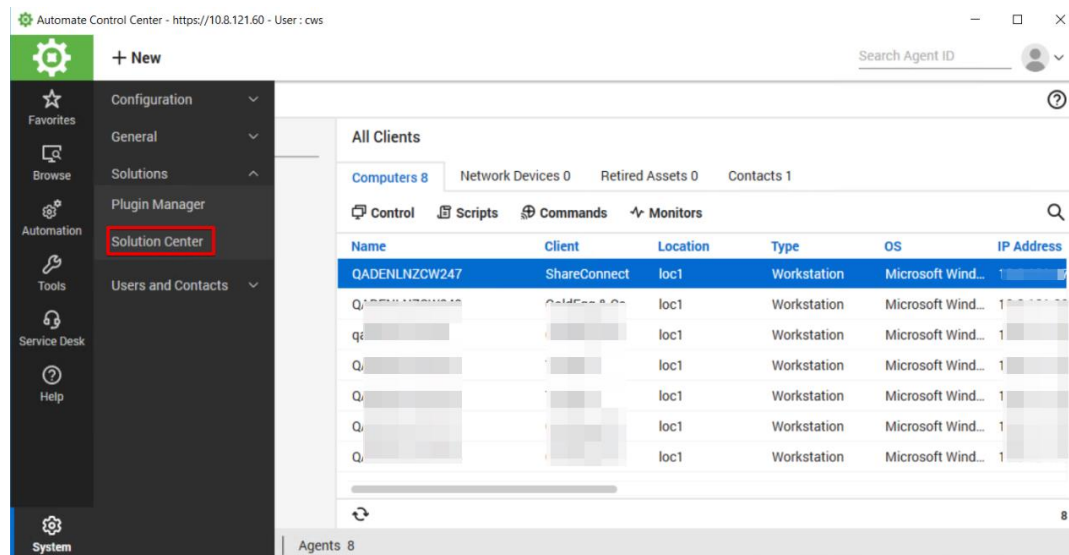 Automate Control Center - https://10.8.121.60 - User : cws
+ New
Search Agent ID
Favorites
Browse
Automation
Tools
Service Desk
Help
System
Configuration
General
Solutions
Plugin Manager
Solution Center
Users and Contacts
All Clients
Computers 8 Network Devices 0 Retired Assets 0 Contacts 1
Control Scripts Commands Monitors
Name Client Location Type OS IP Address
QADENLNZCW247 ShareConnect loc1 Workstation Microsoft Wind...
loc1 Workstation Microsoft Wind...
loc1 Workstation Microsoft Wind...
loc1 Workstation Microsoft Wind...
loc1 Workstation Microsoft Wind...
loc1 Workstation Microsoft Wind...
loc1 Workstation Microsoft Wind...
8
Agents 8